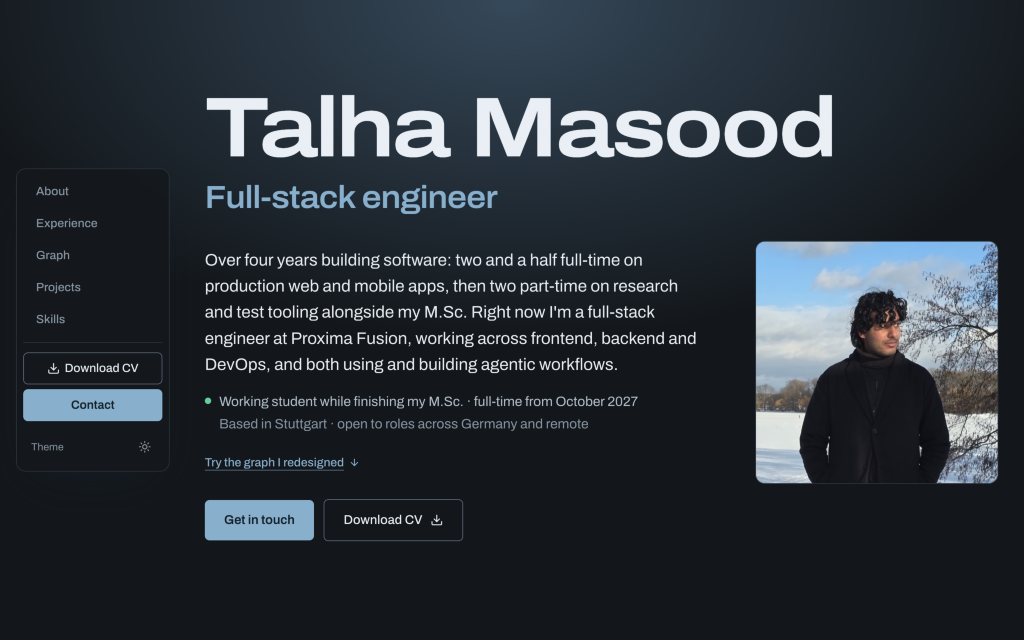 Talha Masood
Full-stack engineer
About
Experience
Graph
Projects
Skills
Download CV
Contact
Theme
Over four years building software: two and a half full-time on
production web and mobile apps, then two part-time on research
and test tooling alongside my M.Sc. Right now I'm a full-stack
engineer at Proxima Fusion, working across frontend, backend and
DevOps, and both using and building agentic workflows.
Working student while finishing my M.Sc. · full-time from October 2027
Based in Stuttgart · open to roles across Germany and remote
Try the graph I redesigned ↓
Get in touch
Download CV